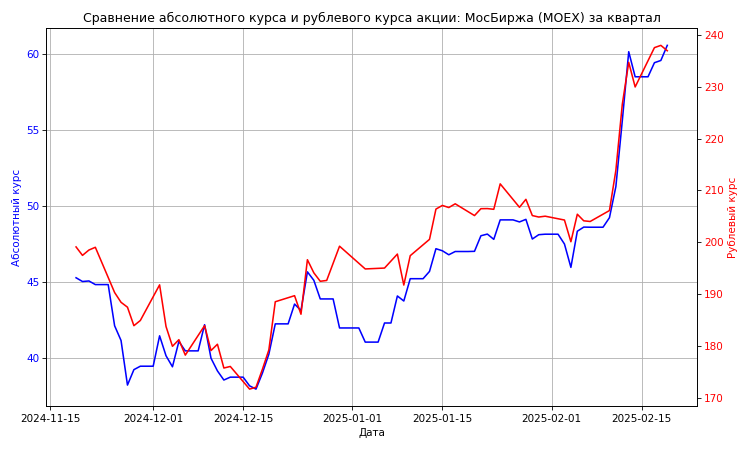 Сравнение абсолютного курса и рублевого курса акции: МосБиржа (MOEX) за квартал
Абсолютный курс
60
55
50
45
40
240
230
220
210
200
190
180
170
Рублевый курс
2024-11-15 2024-12-01 2024-12-15 2025-01-01 2025-01-15 2025-02-01 2025-02-15
Дата